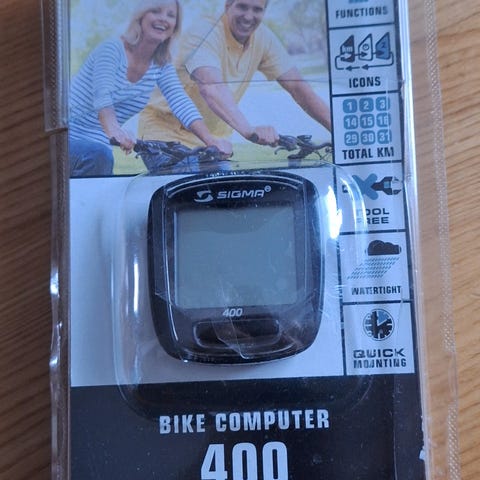 FUNCTIONS
ICONS
1 2 3
14 15 16
29 30 31
TOTAL KM
SIGMA
TOOL
FREE
400
WATERTIGHT
QUICK
MOUNTING
BIKE COMPUTER
400